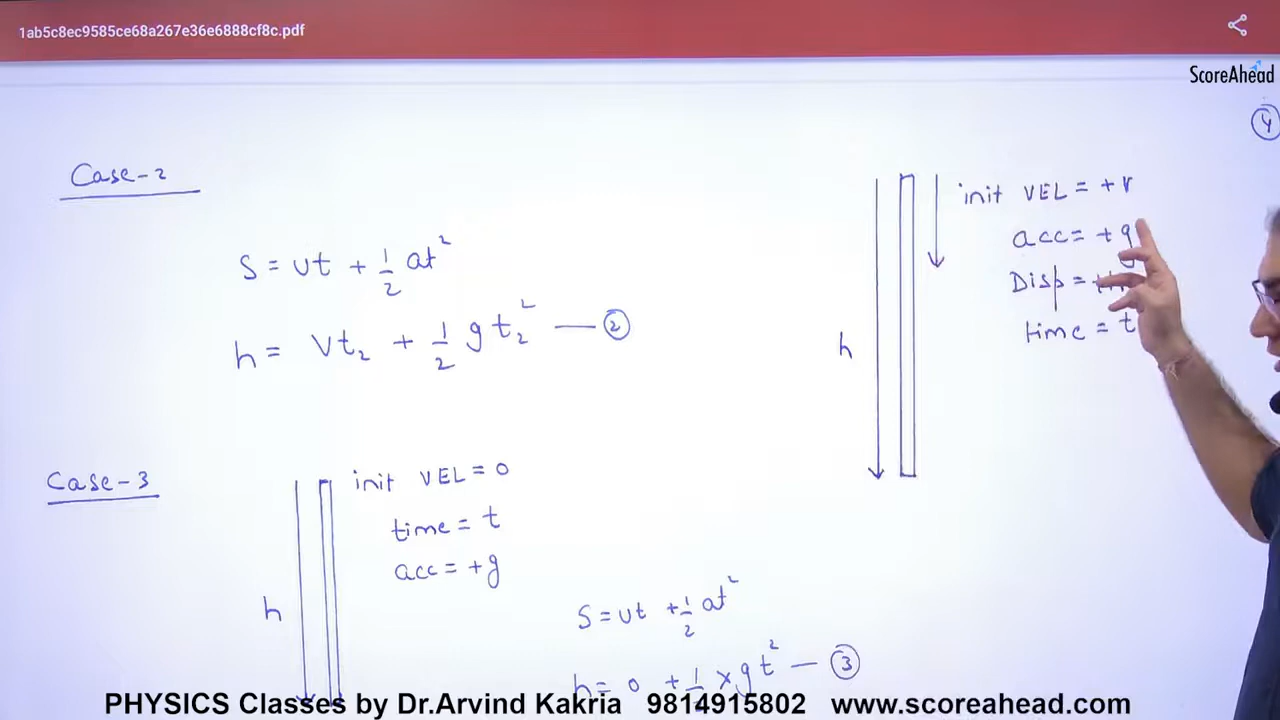 1ab5c8ec9585ce68a267e36e6888cf8c.pdf
ScoreAhead
4
Case-2
init VEL = +v
acc = +g
Disp =
time = t
S = ut + 1/2 at²
h = Vt₂ + 1/2 g t₂² — ②
h
Case-3
init VEL = 0
time = t
acc = +g
h
S = ut + 1/2 at²
h = 0 + 1/2 × g t² — ③
PHYSICS Classes by Dr.Arvind Kakria 9814915802 www.scoreahead.com